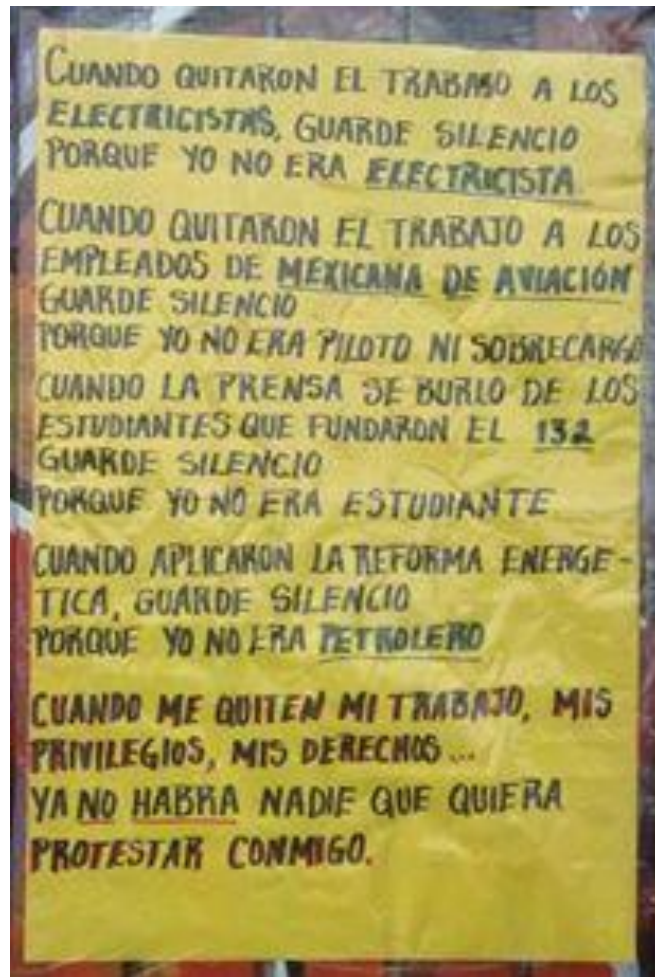 CUANDO QUITARON EL TRABAJO A LOS
ELECTRICISTAS, GUARDE SILENCIO
PORQUE YO NO ERA ELECTRICISTA.
CUANDO QUITARON EL TRABAJO A LOS
EMPLEADOS DE MEXICANA DE AVIACIÓN
GUARDE SILENCIO
PORQUE YO NO ERA PILOTO NI SOBRECARGO
CUANDO LA PRENSA SE BURLO DE LOS
ESTUDIANTES QUE FUNDARON EL 132
GUARDE SILENCIO
PORQUE YO NO ERA ESTUDIANTE
CUANDO APLICARON LA REFORMA ENERGE-
TICA, GUARDE SILENCIO
PORQUE YO NO ERA PETROLERO
CUANDO ME QUITEN MI TRABAJO, MIS
PRIVILEGIOS, MIS DERECHOS...
YA NO HABRA NADIE QUE QUIERA
PROTESTAR CONMIGO.